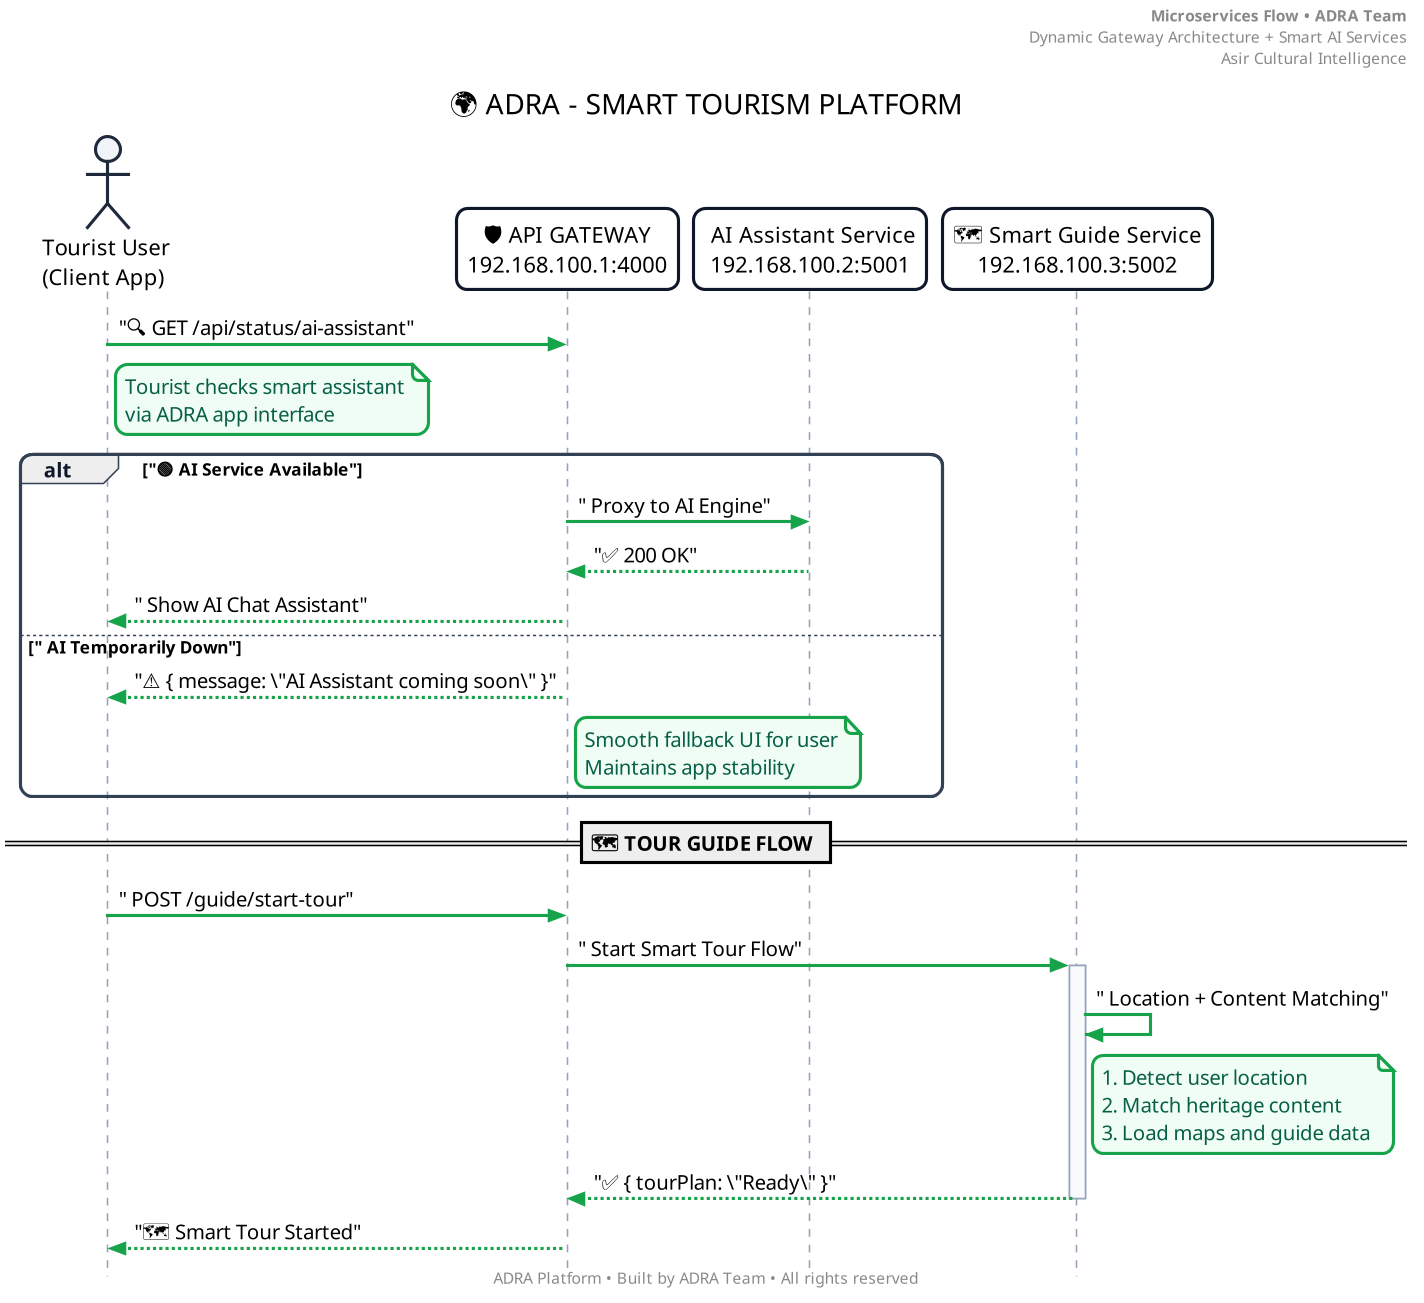 Microservices Flow • ADRA Team
Dynamic Gateway Architecture + Smart AI Services
Asir Cultural Intelligence
🌍 ADRA - SMART TOURISM PLATFORM
Tourist User
(Client App)
🛡 API GATEWAY
192.168.100.1:4000
AI Assistant Service
192.168.100.2:5001
🗺 Smart Guide Service
192.168.100.3:5002
"🔍 GET /api/status/ai-assistant"
Tourist checks smart assistant
via ADRA app interface
alt
["🟢 AI Service Available"]
" Proxy to AI Engine"
"✅ 200 OK"
" Show AI Chat Assistant"
[" AI Temporarily Down"]
"⚠ { message: \"AI Assistant coming soon\" }"
Smooth fallback UI for user
Maintains app stability
🗺 TOUR GUIDE FLOW
" POST /guide/start-tour"
" Start Smart Tour Flow"
" Location + Content Matching"
1. Detect user location
2. Match heritage content
3. Load maps and guide data
"✅ { tourPlan: \"Ready\" }"
"🗺 Smart Tour Started"
ADRA Platform • Built by ADRA Team • All rights reserved